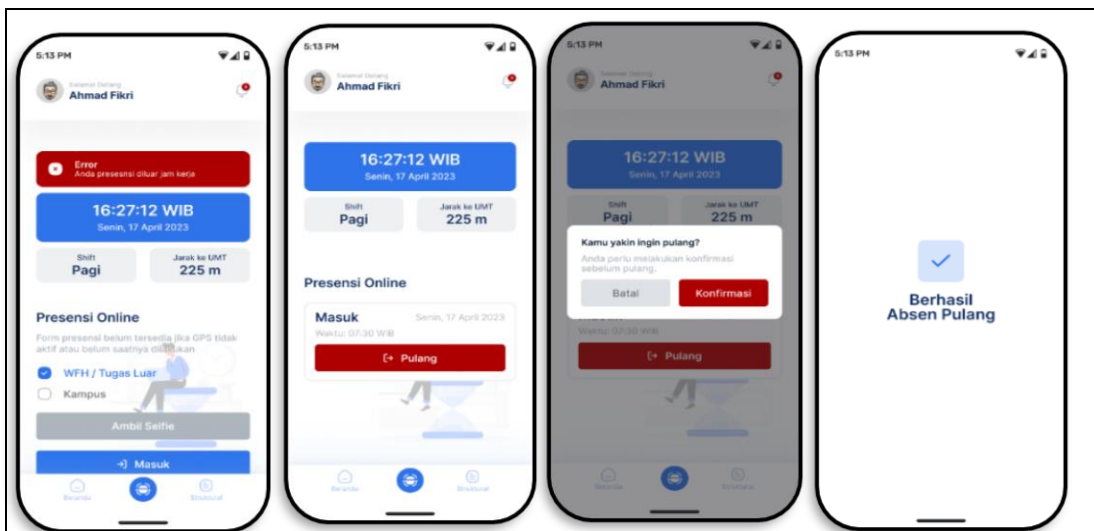 5:13 PM
Selamat Datang
Ahmad Fikri
Error
Anda presesnsi diluar jam kerja
16:27:12 WIB
Senin, 17 April 2023
Shift
Pagi
Jarak ke UMT
225 m
Presensi Online
Form presensi belum tersedia jika GPS tidak
aktif atau belum saatnya dilakukan
WFH / Tugas Luar
Kampus
Ambil Selfie
Masuk
Beranda
Struktural
5:13 PM
Selamat Datang
Ahmad Fikri
16:27:12 WIB
Senin, 17 April 2023
Shift
Pagi
Jarak ke UMT
225 m
Presensi Online
Masuk
Senin, 17 April 2023
Waktu: 07:30 WIB
Pulang
Beranda
Struktural
5:13 PM
Selamat Datang
Ahmad Fikri
16:27:12 WIB
Senin, 17 April 2023
Shift
Pagi
Jarak ke UMT
225 m
Kamu yakin ingin pulang?
Anda perlu melakukan konfirmasi
sebelum pulang.
Batal
Konfirmasi
Waktu: 07:30 WIB
Pulang
Beranda
Struktural
5:13 PM
Berhasil
Absen Pulang